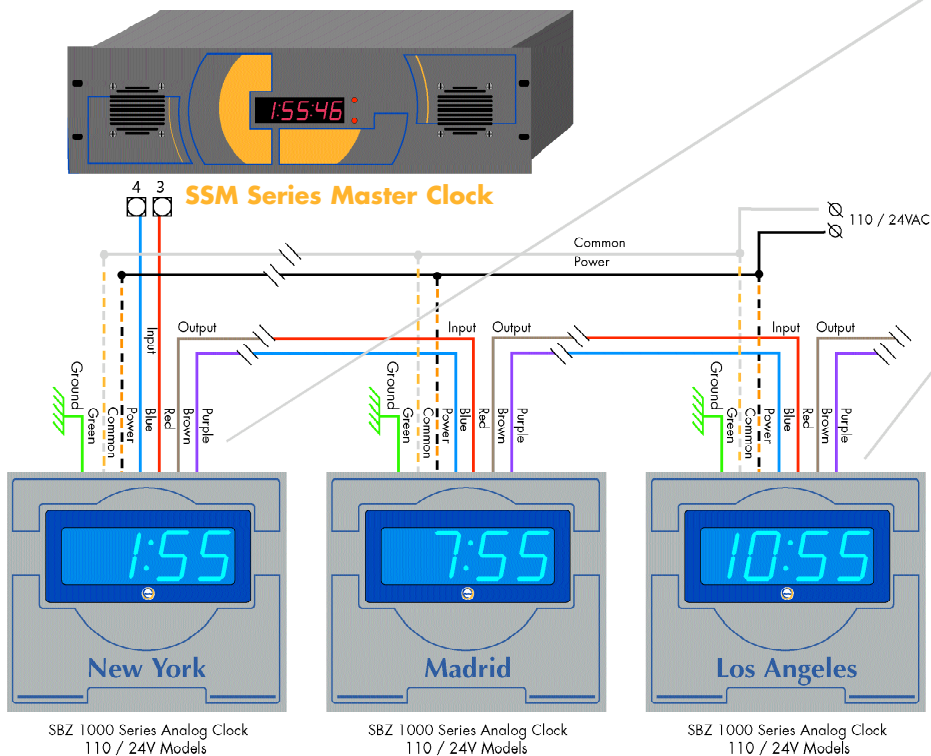 1:55:46
4 3
SSM Series Master Clock
110 / 24VAC
Common
Power
Input
Output
Input
Output
Input
Output
Ground
Green
Common
Power
Blue
Red
Brown
Purple
Ground
Green
Common
Power
Blue
Red
Brown
Purple
Ground
Green
Common
Power
Blue
Red
Brown
Purple
1:55
7:55
10:55
New York
Madrid
Los Angeles
SBZ 1000 Series Analog Clock
110 / 24V Models
SBZ 1000 Series Analog Clock
110 / 24V Models
SBZ 1000 Series Analog Clock
110 / 24V Models